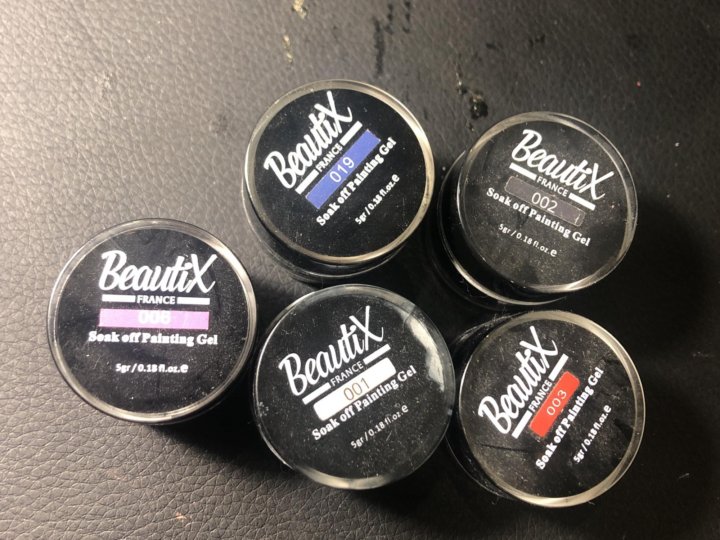 BeautiX
FRANCE
019
Soak off Painting Gel
5gr / 0.18 fl.oz.e
BeautiX
FRANCE
002
Soak off Painting Gel
5gr / 0.18 fl.oz.e
BeautiX
FRANCE
Soak off Painting Gel
5gr / 0.18 fl.oz.e
BeautiX
FRANCE
001
Soak off Painting Gel
5gr / 0.18 fl.oz.e
BeautiX
FRANCE
003
Soak off Painting Gel
5gr / 0.18 fl.oz.e